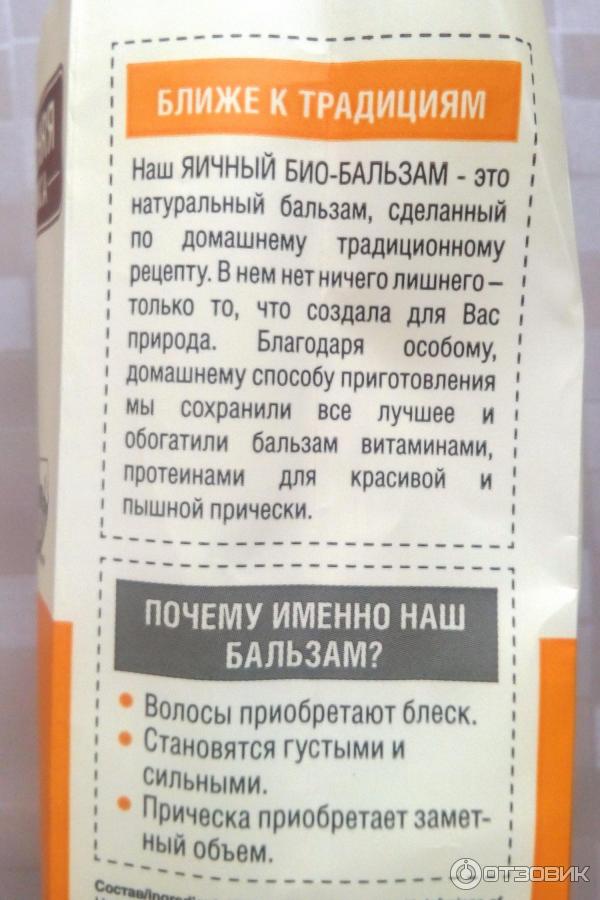 БЛИЖЕ К ТРАДИЦИЯМ
Наш ЯИЧНЫЙ БИО-БАЛЬЗАМ - это
натуральный бальзам, сделанный
по домашнему традиционному
рецепту. В нем нет ничего лишнего –
только то, что создала для Вас
природа. Благодаря особому,
домашнему способу приготовления
мы сохранили все лучшее и
обогатили бальзам витаминами,
протеинами для красивой и
пышной прически.
ПОЧЕМУ ИМЕННО НАШ
БАЛЬЗАМ?
• Волосы приобретают блеск.
• Становятся густыми и
сильными.
• Прическа приобретает замет-
ный объем.
ОТЗОВИК